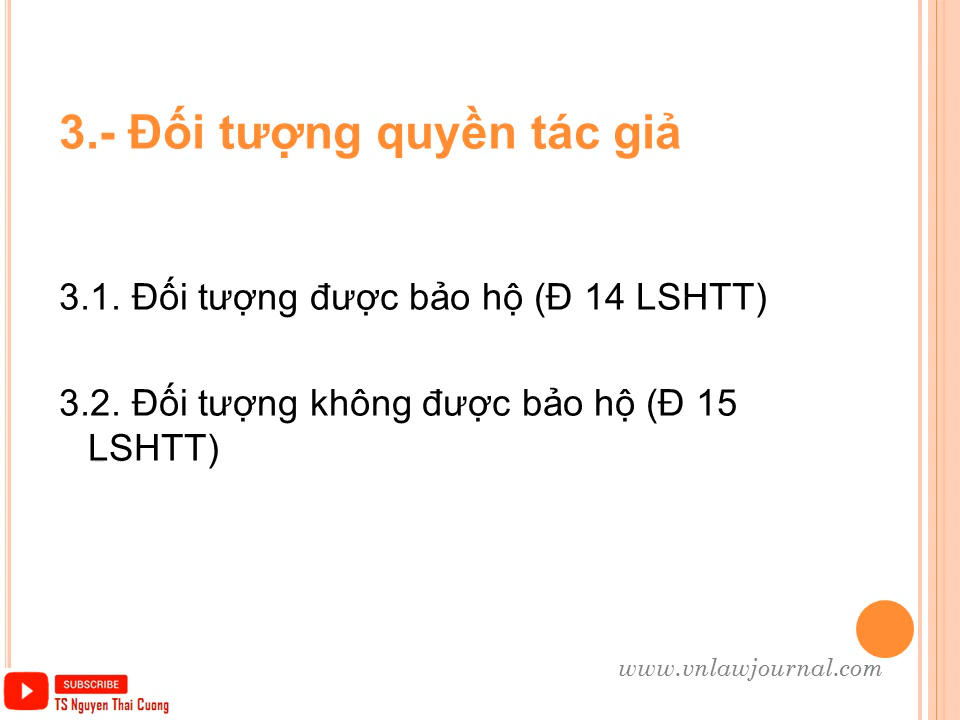 3.- Đối tượng quyền tác giả
3.1. Đối tượng được bảo hộ (Đ 14 LSHTT)
3.2. Đối tượng không được bảo hộ (Đ 15
LSHTT)
www.vnlawjournal.com
SUBSCRIBE
TS Nguyen Thai Cuong